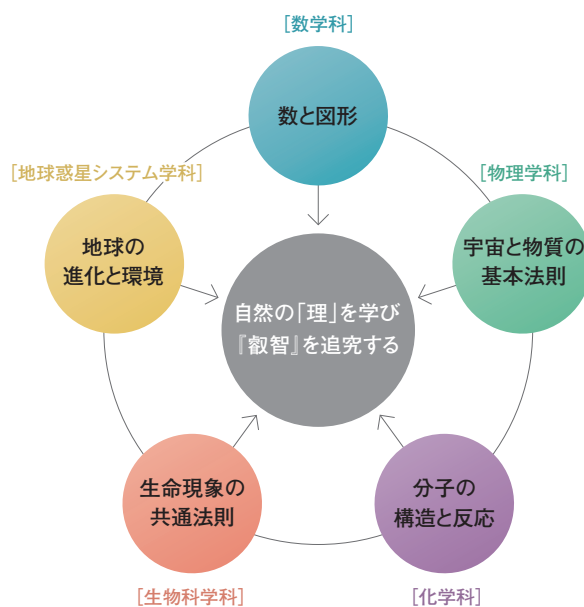 [数学科]
数と図形
[地球惑星システム学科]
地球の
進化と環境
[物理学科]
宇宙と物質の
基本法則
自然の「理」を学び
『叡智』を追究する
生命現象の
共通法則
[生物科学科]
分子の
構造と反応
[化学科]